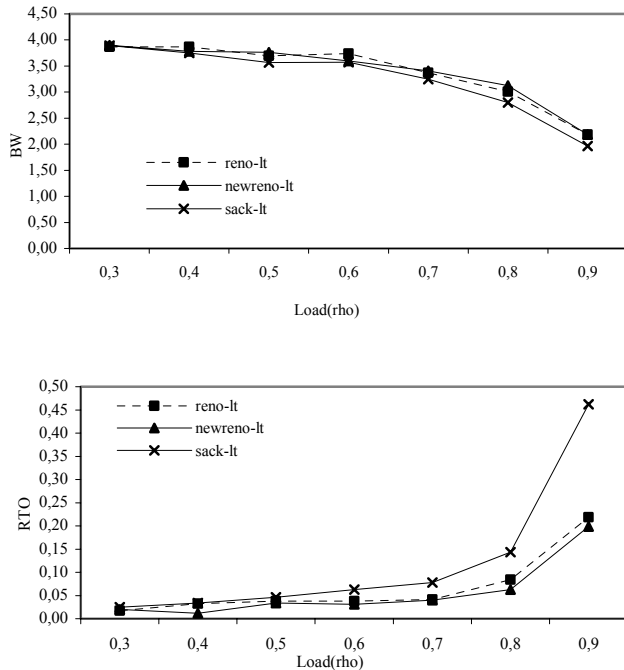 4,50
4,00
3,50
3,00
2,50
2,00
1,50
1,00
0,50
0,00
BW
reno-lt
newreno-lt
sack-lt
0,3 0,4 0,5 0,6 0,7 0,8 0,9
Load(rho)
0,50
0,45
0,40
0,35
0,30
0,25
0,20
0,15
0,10
0,05
0,00
RTO
reno-lt
newreno-lt
sack-lt
0,3 0,4 0,5 0,6 0,7 0,8 0,9
Load(rho)